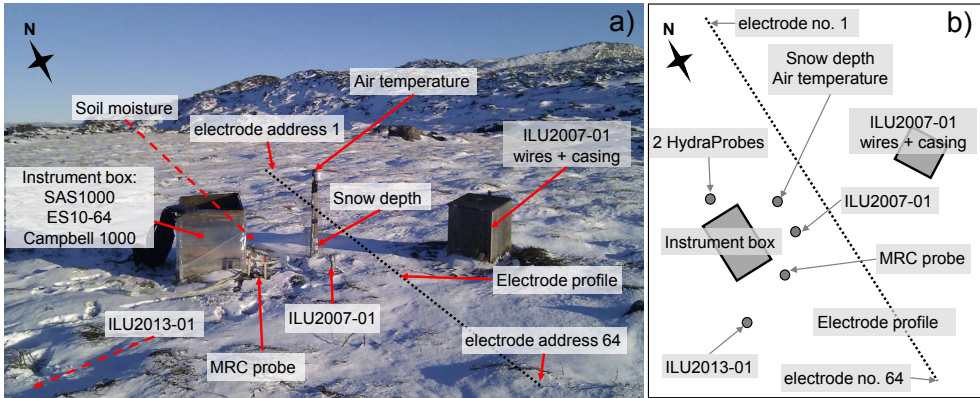 a)
N
Air temperature
Soil moisture
electrode address 1
ILU2007-01
wires + casing
Instrument box:
SAS1000
ES10-64
Campbell 1000
Snow depth
Electrode profile
ILU2013-01
ILU2007-01
MRC probe
electrode address 64
b)
N
electrode no. 1
Snow depth
Air temperature
ILU2007-01
wires + casing
2 HydraProbes
ILU2007-01
Instrument box
MRC probe
Electrode profile
ILU2013-01
electrode no. 64